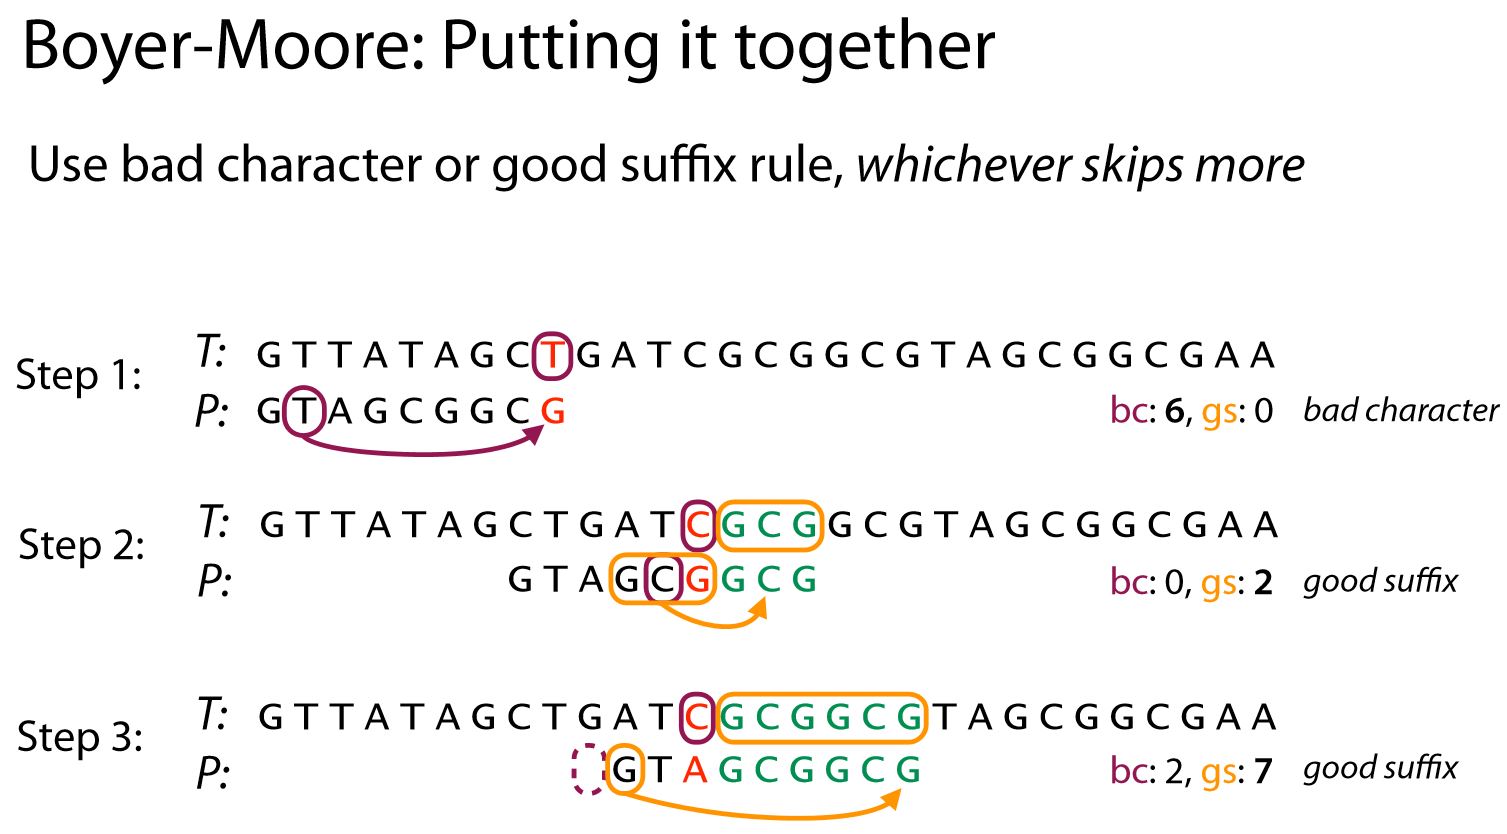 Boyer-Moore: Putting it together
Use bad character or good suffix rule, whichever skips more
Step 1:
T: G T T A T A G C T G A T C G C G G C G T A G C G G C G A A
P: G T A G C G G C G
bc: 6, gs: 0 bad character
Step 2:
T: G T T A T A G C T G A T C G C G G C G T A G C G G C G A A
P: G T A G C G G C G
bc: 0, gs: 2 good suffix
Step 3:
T: G T T A T A G C T G A T C G C G G C G T A G C G G C G A A
P: G T A G C G G C G
bc: 2, gs: 7 good suffix